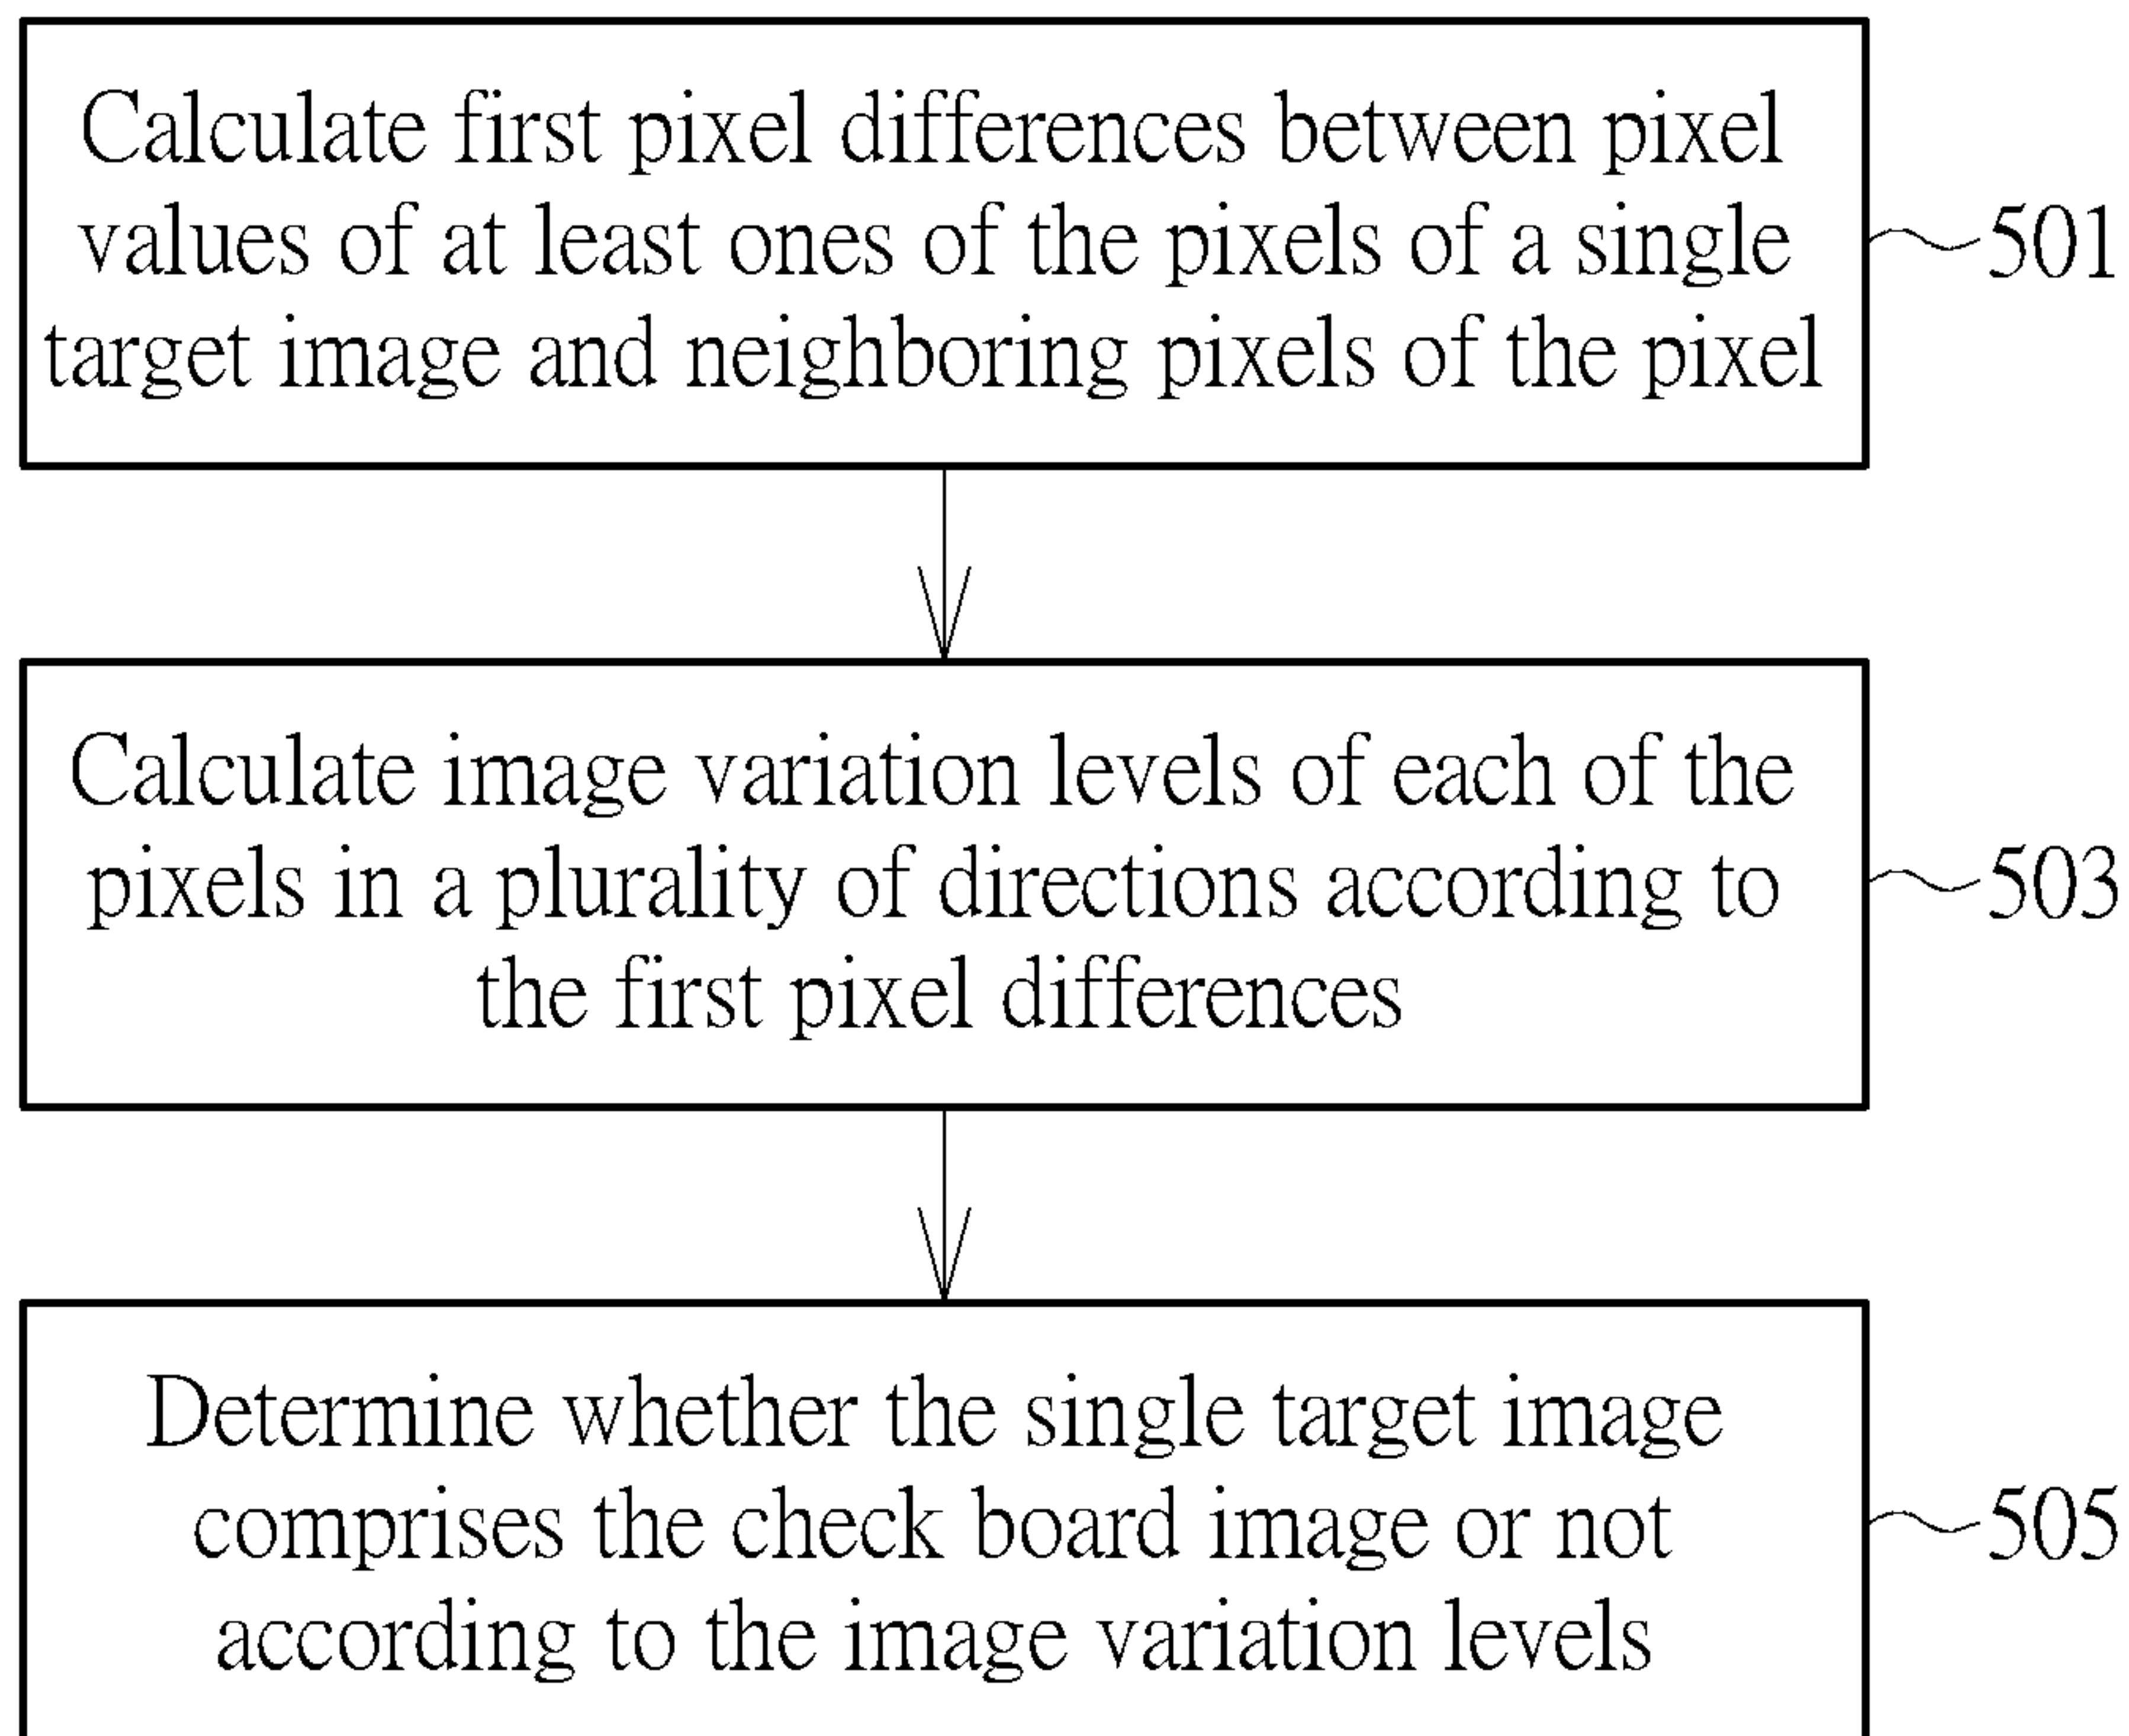 Calculate first pixel differences between pixel
values of at least ones of the pixels of a single
target image and neighboring pixels of the pixel
501
Calculate image variation levels of each of the
pixels in a plurality of directions according to
the first pixel differences
503
Determine whether the single target image
comprises the check board image or not
according to the image variation levels
505